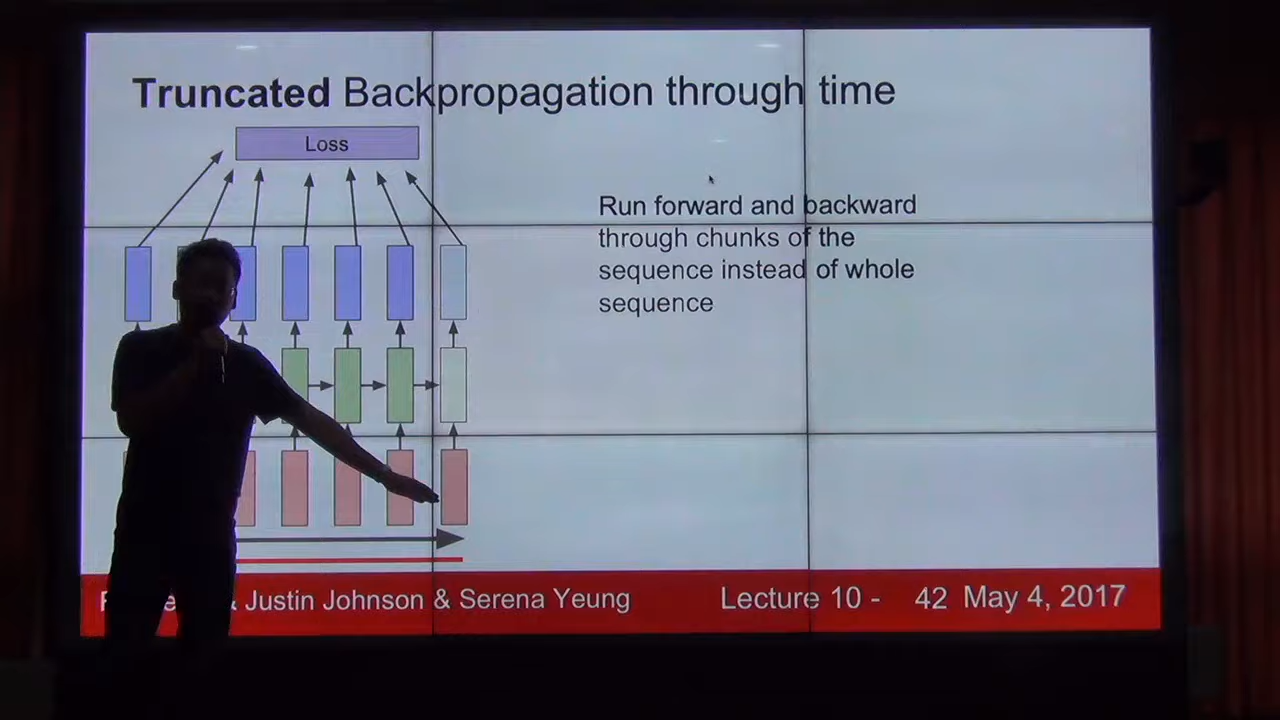 Truncated Backpropagation through time
Loss
Run forward and backward
through chunks of the
sequence instead of whole
sequence
& Justin Johnson & Serena Yeung
Lecture 10 - 42 May 4, 2017